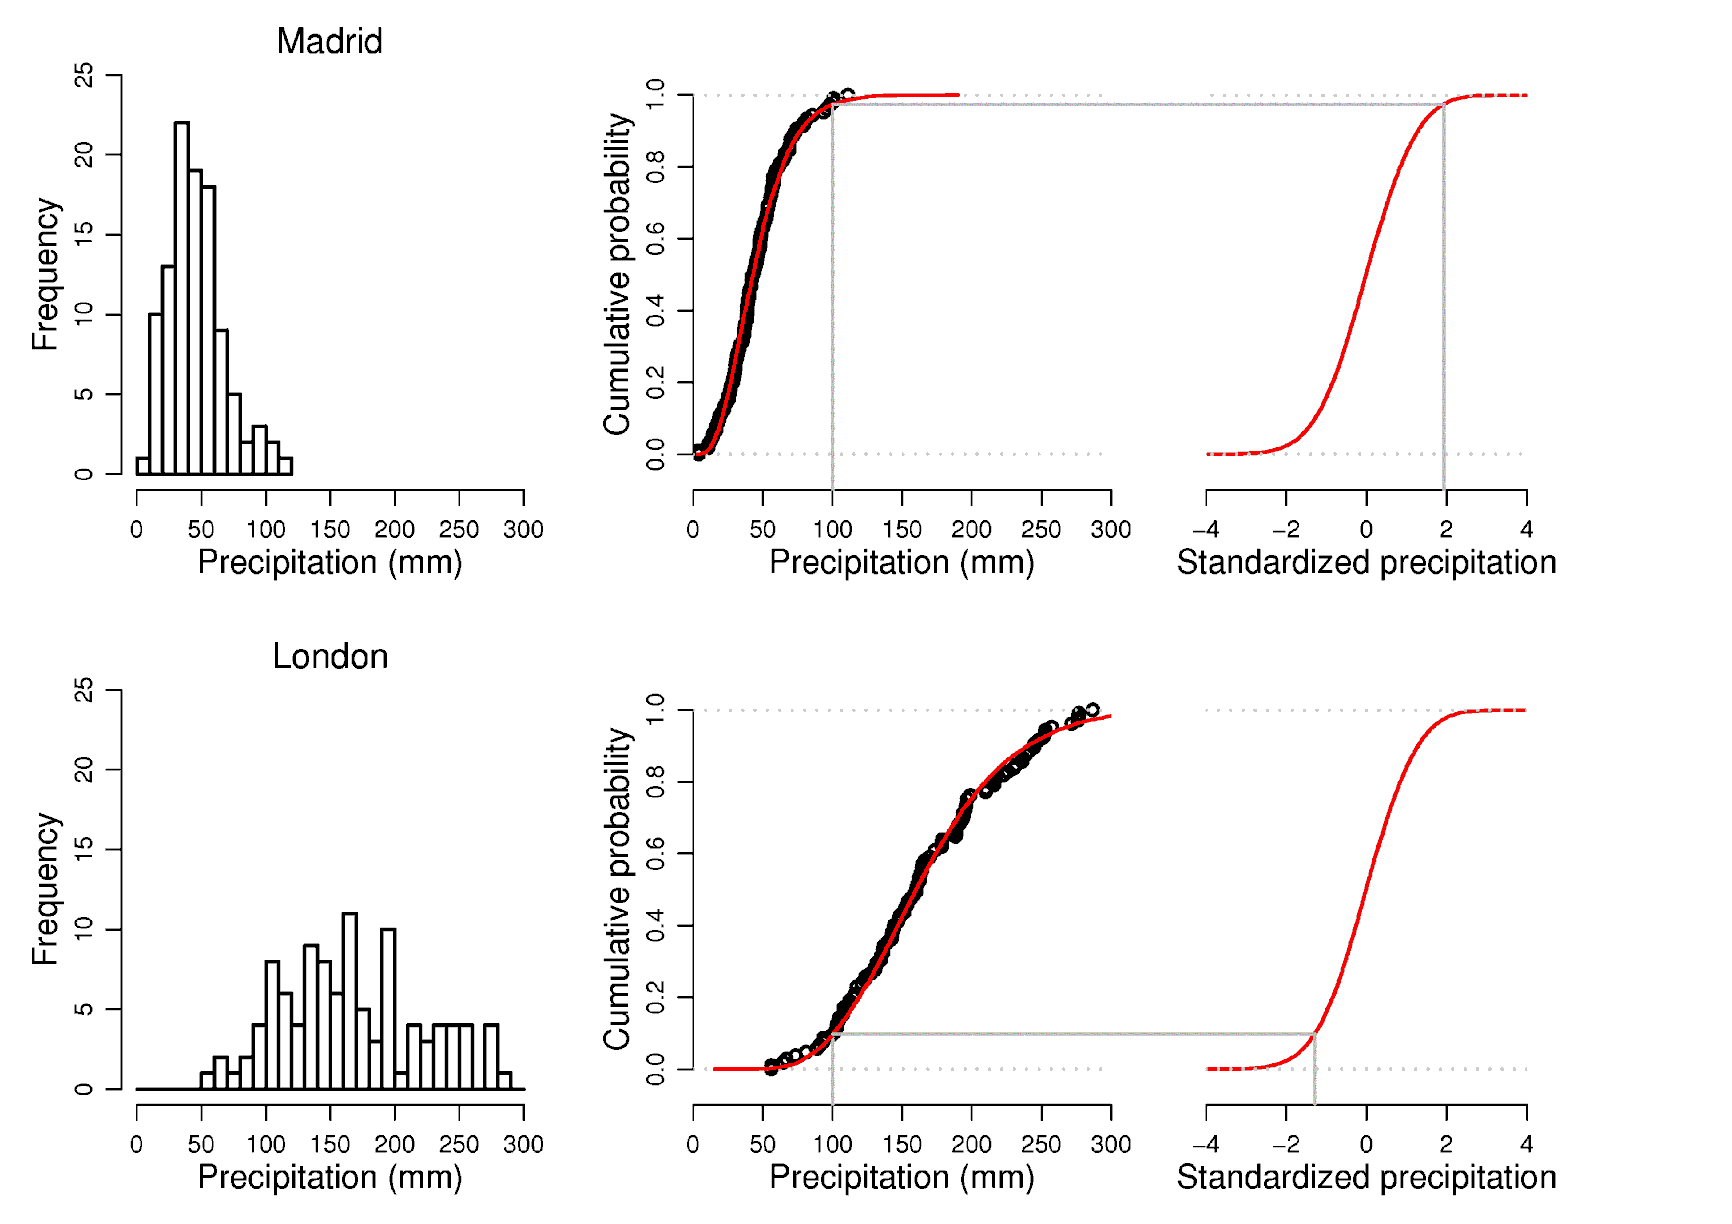 Madrid
Frequency
0 5 10 15 20 25
0 50 100 150 200 250 300
Precipitation (mm)
Cumulative probability
0.0 0.2 0.4 0.6 0.8 1.0
0 50 100 150 200 250 300
Precipitation (mm)
−4 −2 0 2 4
Standardized precipitation
London
Frequency
0 5 10 15 20 25
0 50 100 150 200 250 300
Precipitation (mm)
Cumulative probability
0.0 0.2 0.4 0.6 0.8 1.0
0 50 100 150 200 250 300
Precipitation (mm)
−4 −2 0 2 4
Standardized precipitation